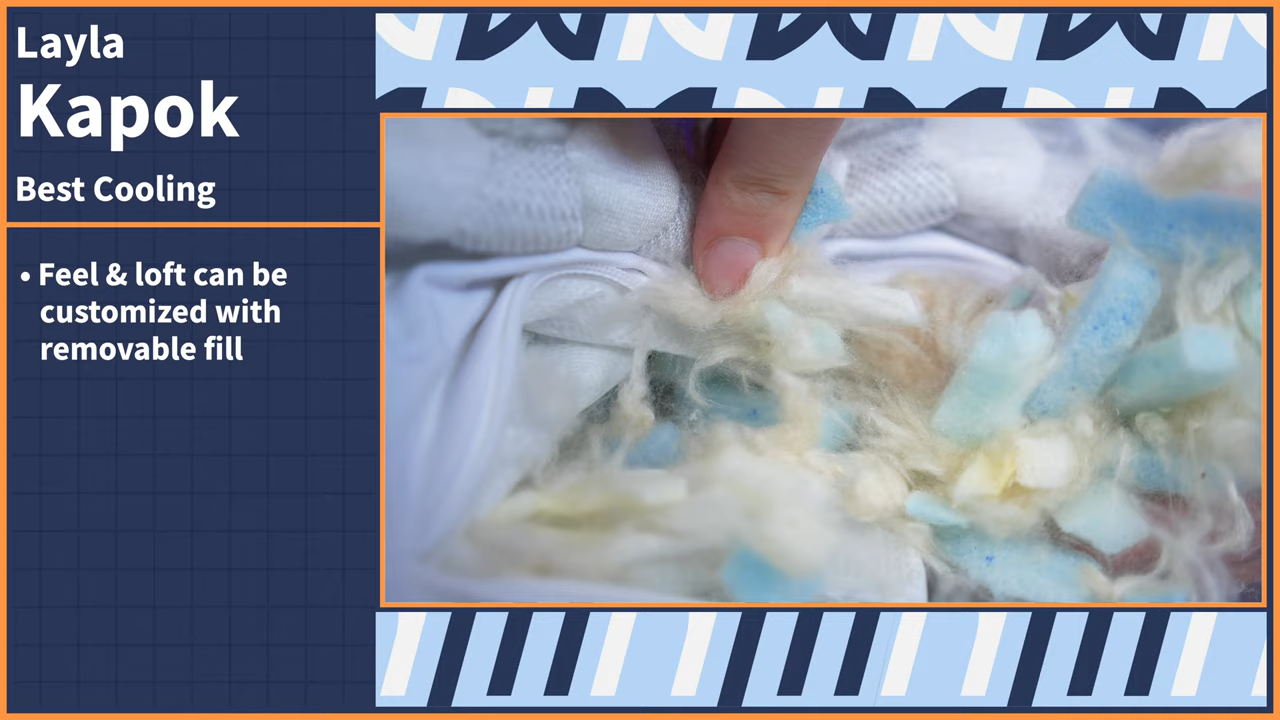 Layla
Kapok
Best Cooling
• Feel & loft can be
customized with
removable fill